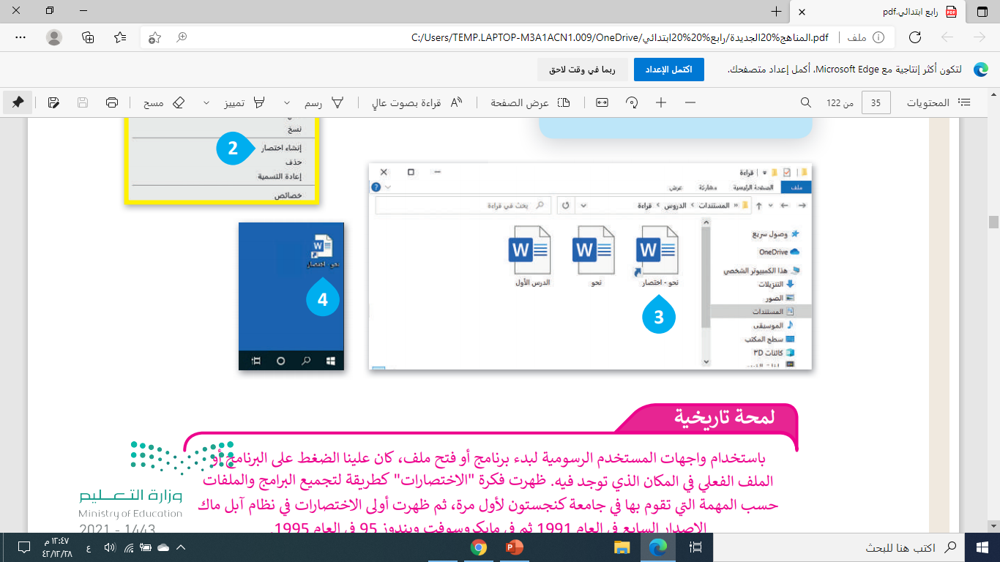 رابع ابتدائي.pdf
ملف
C:/Users/TEMP.LAPTOP-M3A1ACN1.009/OneDrive/المناهج%20الجديدة/رابع%20%20ابتدائي.pdf
لتكون أكثر إنتاجية مع Microsoft Edge، أكمل إعداد متصفحك.
اكتمل الإعداد
ربما في وقت لاحق
المحتويات
35 من 122
عرض الصفحة
قراءة بصوت عالٍ
رسم
تمييز
مسح
نسخ
إنشاء اختصار
2
حذف
إعادة التسمية
خصائص
قراءة
ملف الصفحة الرئيسية مشاركة عرض
« المستندات > الدروس > قراءة
بحث في قراءة
وصول سريع
OneDrive
هذا الكمبيوتر الشخصي
التنزيلات
الصور
المستندات
الموسيقى
سطح المكتب
كائنات ٣D
نحو - اختصار
نحو
الدرس الأول
3
نحو - اختصار
4
لمحة تاريخية
باستخدام واجهات المستخدم الرسومية لبدء برنامج أو فتح ملف، كان علينا الضغط على البرنامج أو
الملف الفعلي في المكان الذي توجد فيه. ظهرت فكرة "الاختصارات" كطريقة لتجميع البرامج والملفات
حسب المهمة التي تقوم بها في جامعة كنجستون لأول مرة، ثم ظهرت أولى الاختصارات في نظام آبل ماك
الإصدار السابع في العام 1991 ثم في مايكروسوفت ويندوز 95 في العام 1995.
وزارة التعليم
Ministry of Education
2021 - 1443
اكتب هنا للبحث
ع
١٢:٤٧ م
٤٢/١٢/٢٨